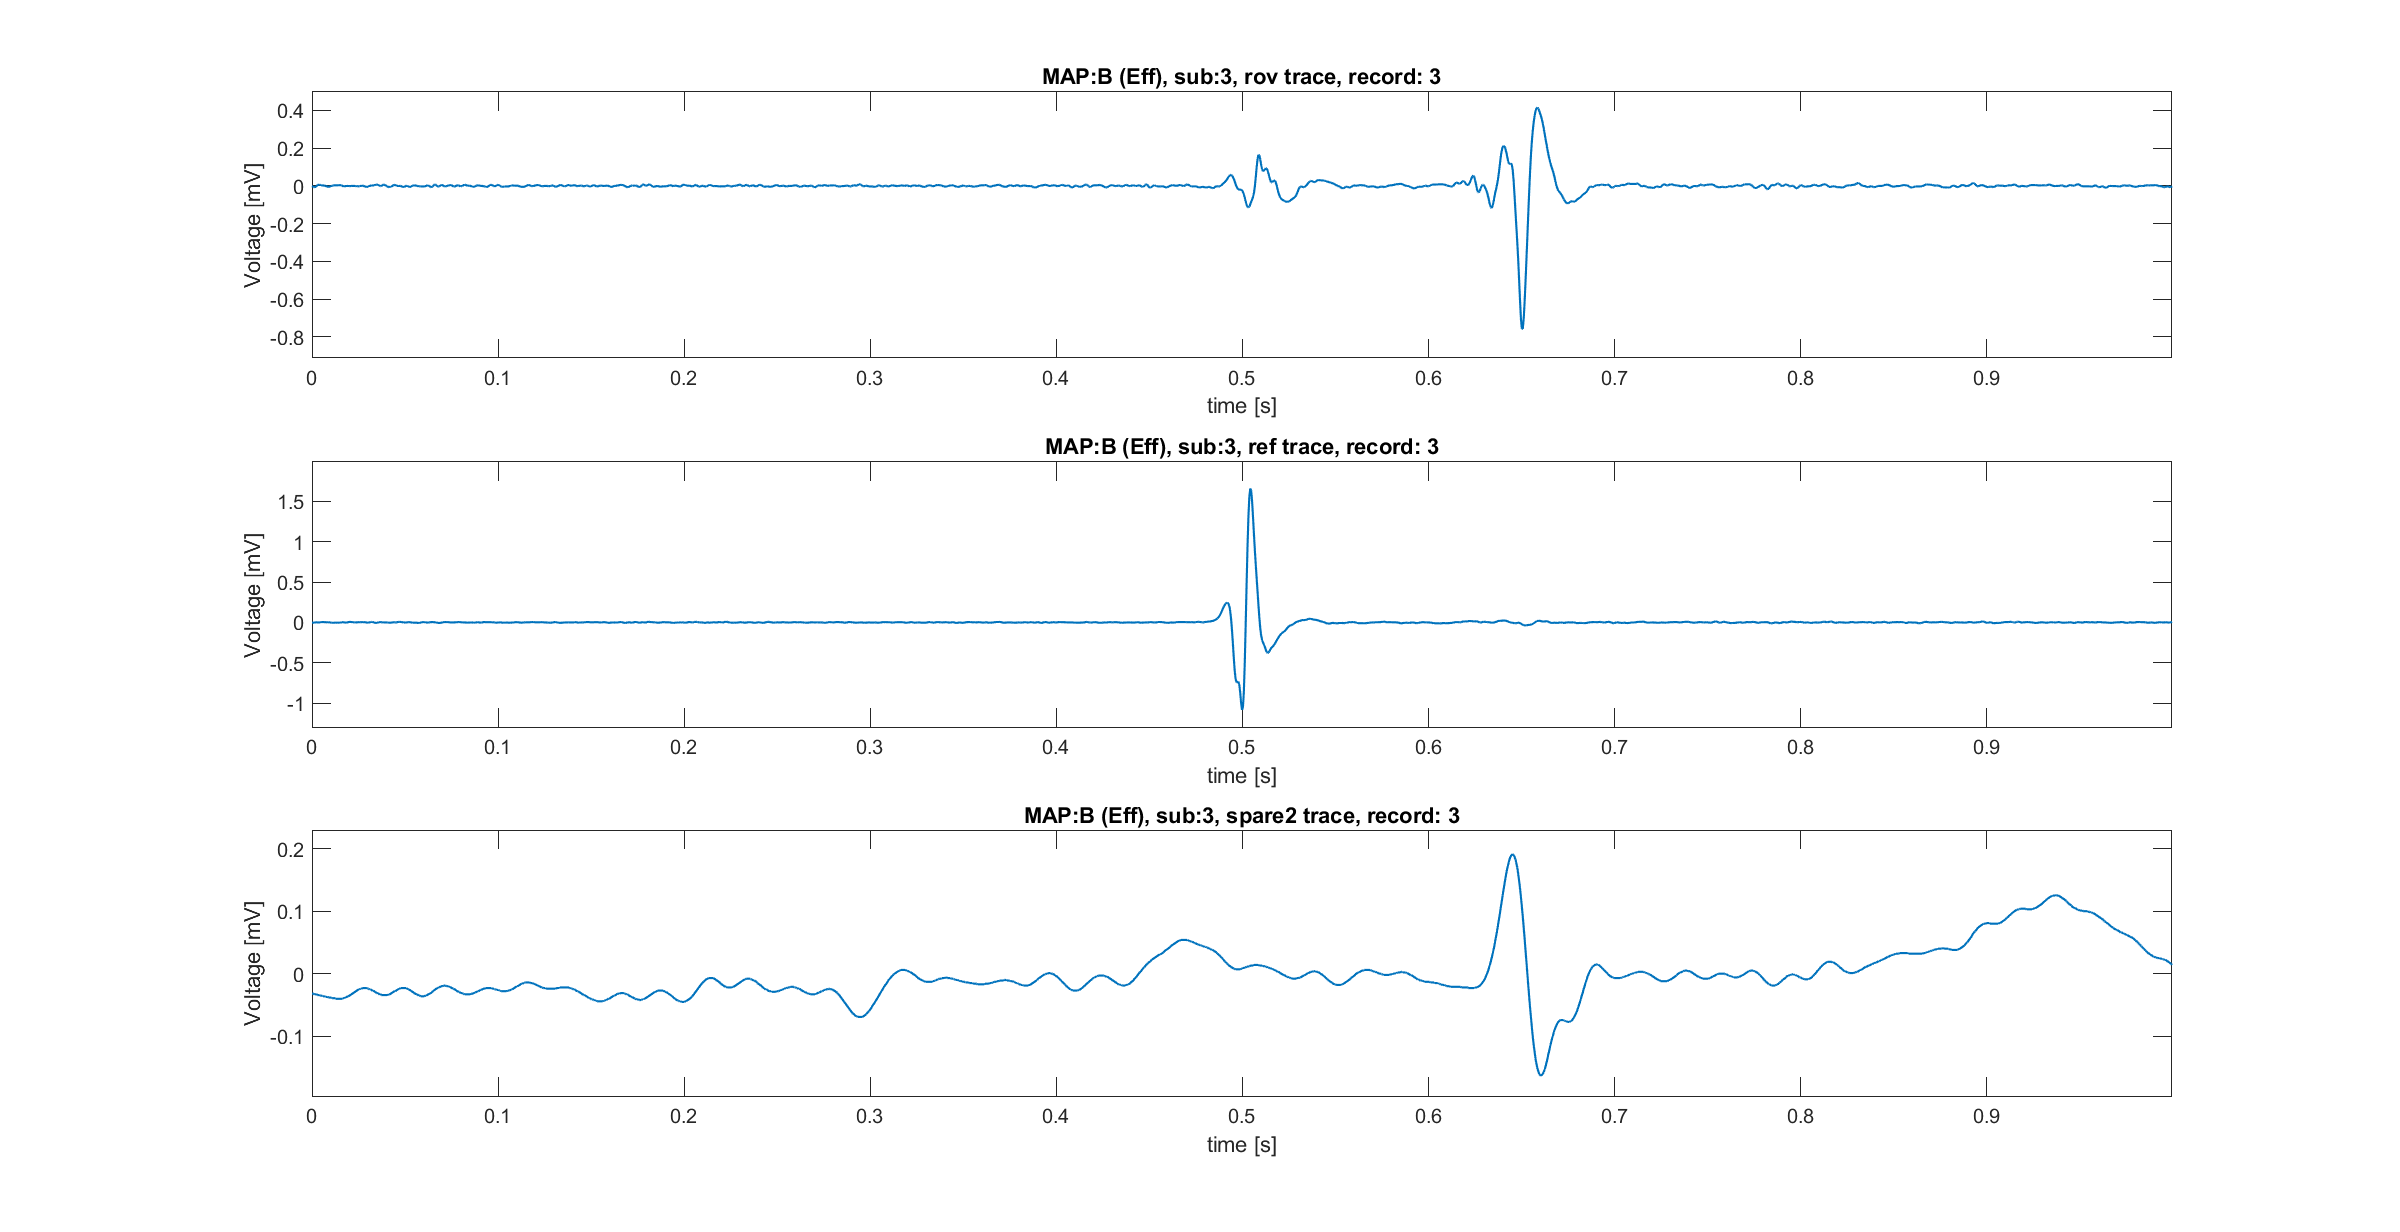 MAP:B (Eff), sub:3, rov trace, record: 3
Voltage [mV]
0.4
0.2
0
-0.2
-0.4
-0.6
-0.8
0 0.1 0.2 0.3 0.4 0.5 0.6 0.7 0.8 0.9
time [s]
MAP:B (Eff), sub:3, ref trace, record: 3
Voltage [mV]
1.5
1
0.5
0
-0.5
-1
0 0.1 0.2 0.3 0.4 0.5 0.6 0.7 0.8 0.9
time [s]
MAP:B (Eff), sub:3, spare2 trace, record: 3
Voltage [mV]
0.2
0.1
0
-0.1
0 0.1 0.2 0.3 0.4 0.5 0.6 0.7 0.8 0.9
time [s]